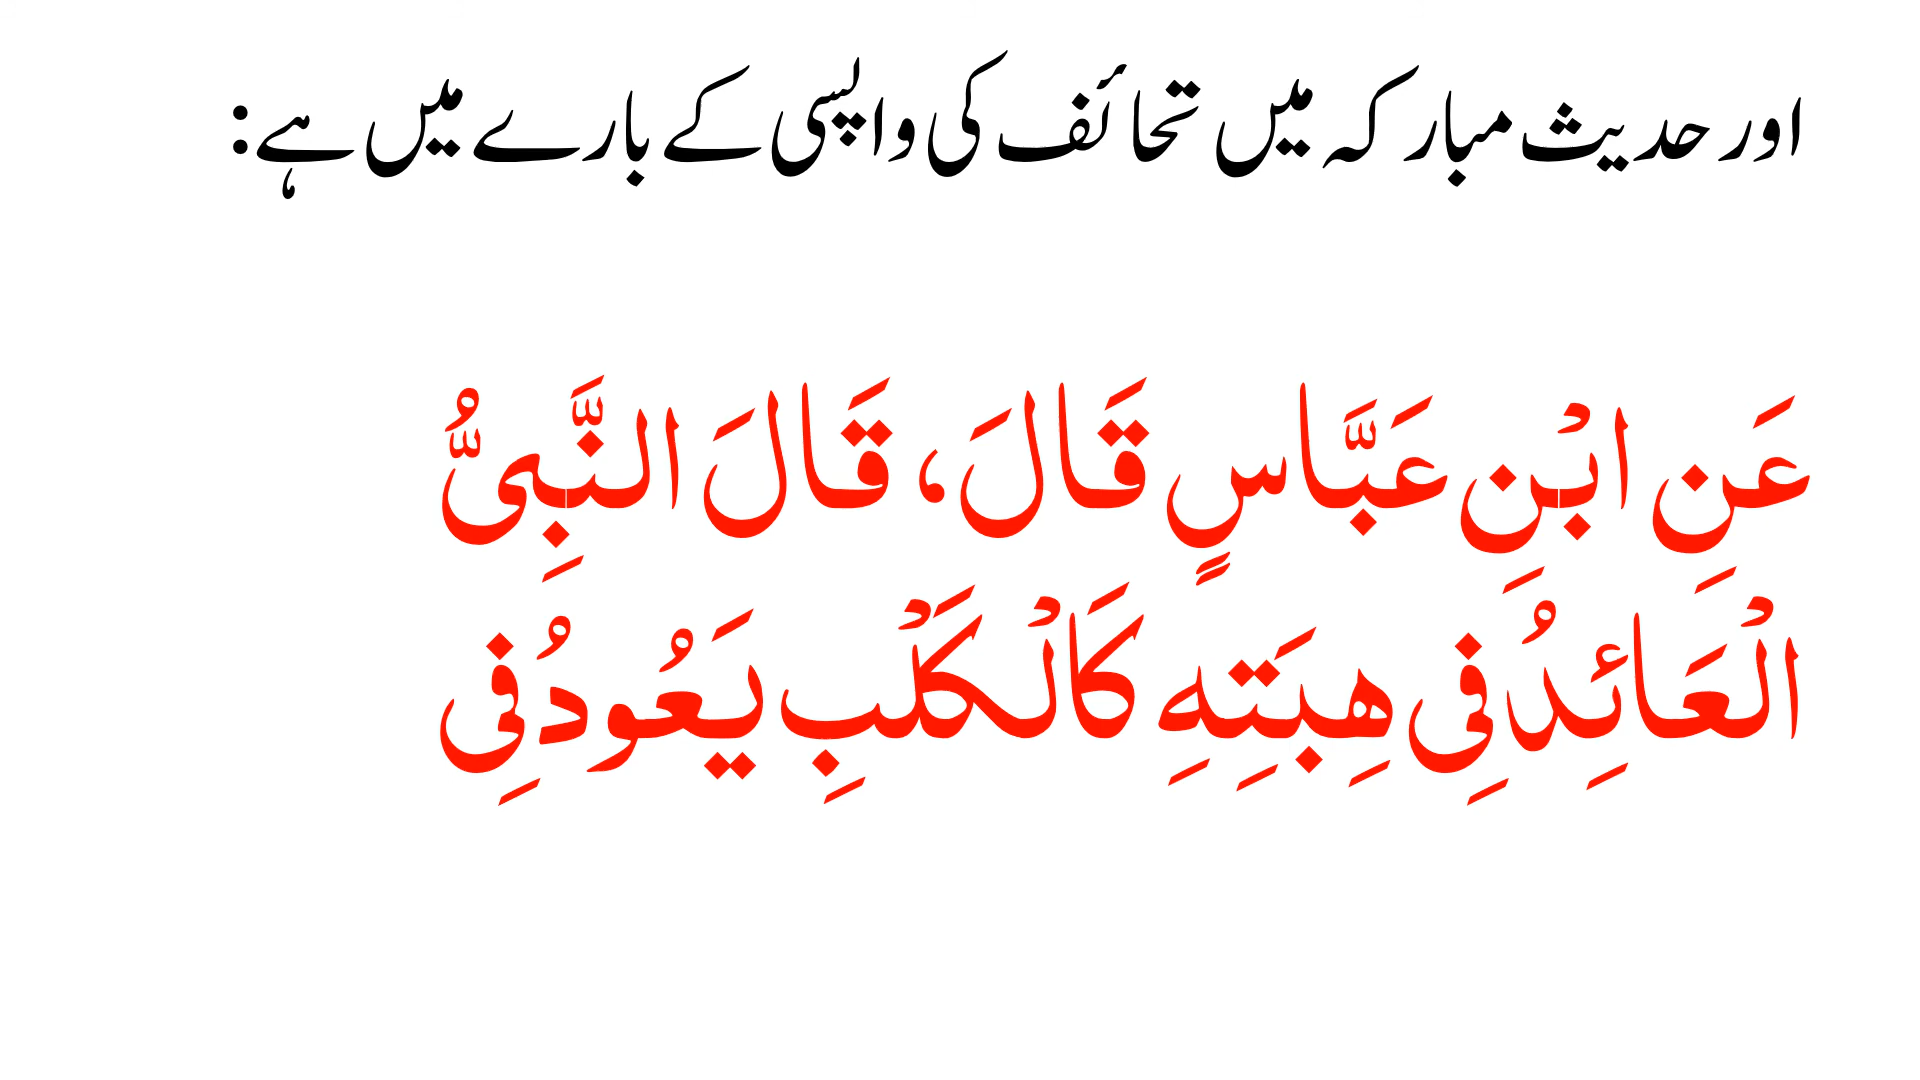 اور حدیث مبارکہ میں تحائف کی واپسی کے بارے میں ہے:
عَنِ ابْنِ عَبَّاسٍ قَالَ، قَالَ النَّبِیُّ
الْعَائِدُ فِی هِبَتِهِ کَالْکَلْبِ یَعُودُ فِی